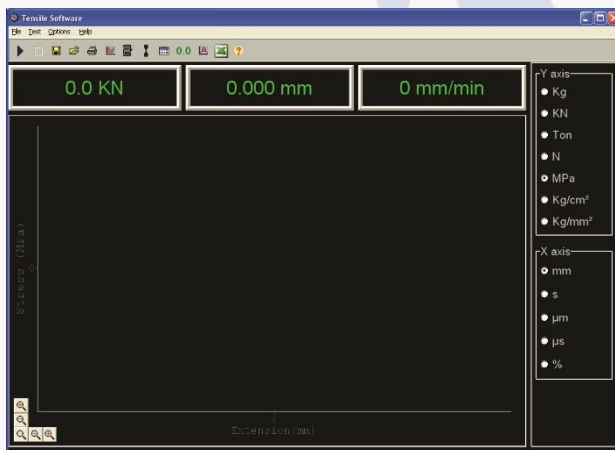 Tensile Software
File Test Options Help
0.0
0.0 KN
0.000 mm
0 mm/min
Stress (MPa)
0
0
Extension(mm)
Y axis
Kg
KN
Ton
N
MPa
Kg/cm²
Kg/mm²
X axis
mm
s
µm
µs
%